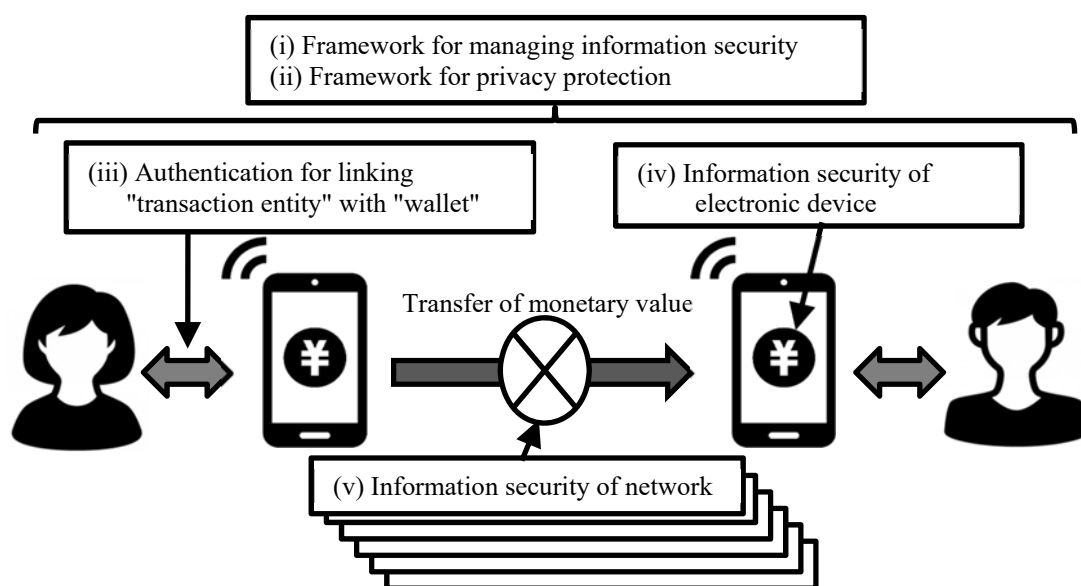 (i) Framework for managing information security
(ii) Framework for privacy protection
(iii) Authentication for linking
"transaction entity" with "wallet"
(iv) Information security of
electronic device
Transfer of monetary value
¥
¥
(v) Information security of network